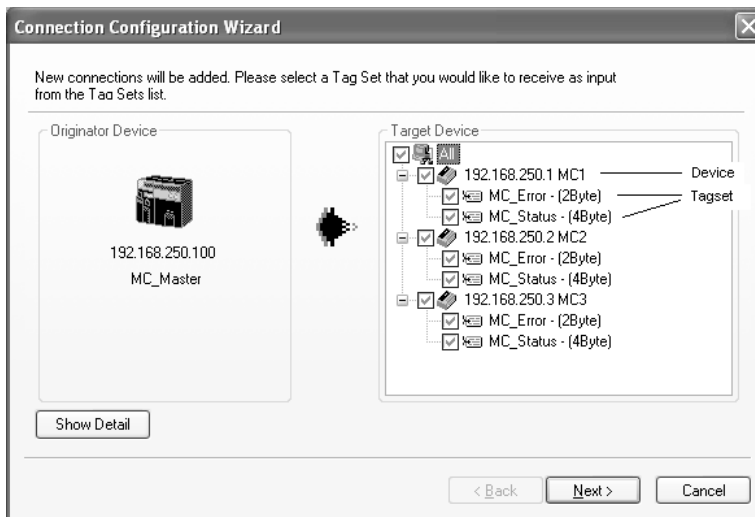 Connection Configuration Wizard
New connections will be added. Please select a Tag Set that you would like to receive as input
from the Tag Sets list.
Originator Device
192.168.250.100
MC_Master
Target Device
All
192.168.250.1 MC1
Device
MC_Error - (2Byte)
Tagset
MC_Status - (4Byte)
192.168.250.2 MC2
MC_Error - (2Byte)
MC_Status - (4Byte)
192.168.250.3 MC3
MC_Error - (2Byte)
MC_Status - (4Byte)
Show Detail
< Back
Next >
Cancel